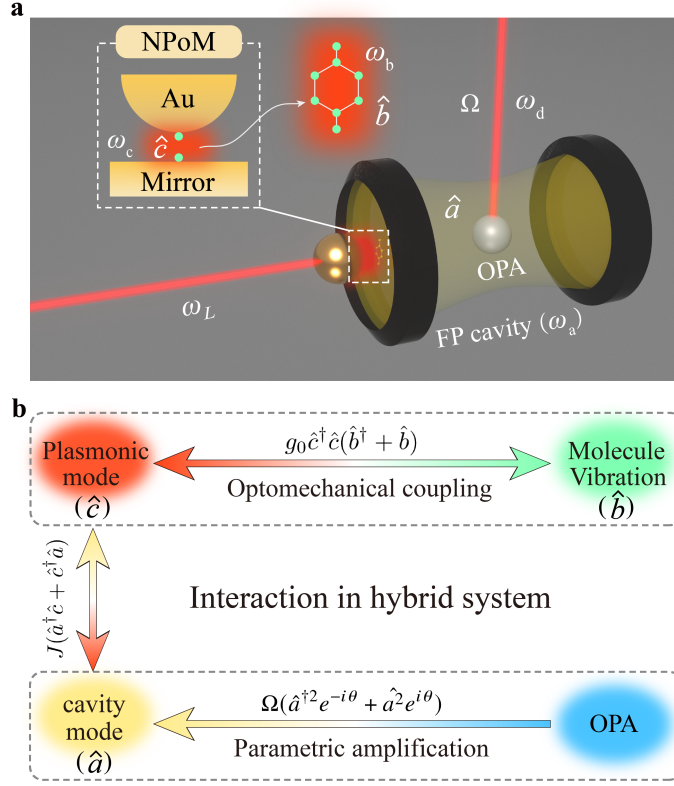 a
NPoM
Au
ω_c
ĉ
Mirror
ω_b
b̂
Ω
ω_d
â
OPA
ω_L
FP cavity (ω_a)
b
Plasmonic
mode
(ĉ)
g₀ĉ†ĉ(b̂† + b̂)
Optomechanical coupling
Molecule
Vibration
(b̂)
J(â†ĉ + ĉ†â)
Interaction in hybrid system
cavity
mode
(â)
Ω(â†²e^{-iθ} + â²e^{iθ})
Parametric amplification
OPA